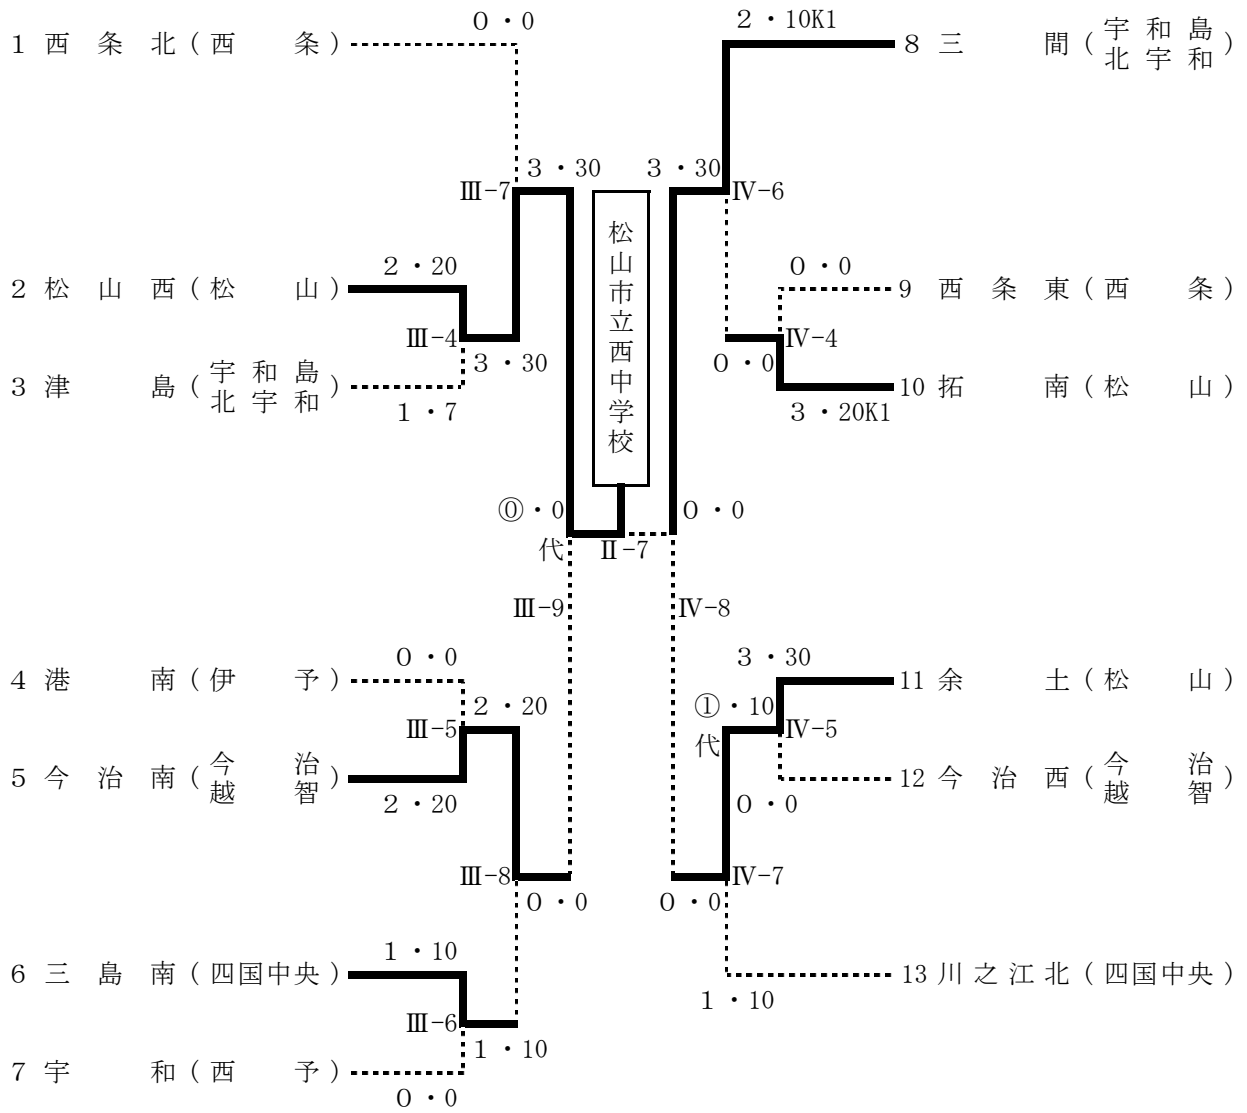 0・0
2・10K1
1 西条北(西条)
8 三間(宇和島北宇和)
3・30
3・30
Ⅲ-7
Ⅳ-6
松山市立西中学校
2・20
0・0
2 松山西(松山)
9 西条東(西条)
Ⅲ-4
Ⅳ-4
3・30
0・0
3 津島(宇和島北宇和)
10 拓南(松山)
1・7
3・20K1
⓪・0
0・0
代
Ⅱ-7
Ⅲ-9
Ⅳ-8
0・0
3・30
4 港南(伊予)
11 余土(松山)
2・20
①・10
Ⅲ-5
代
Ⅳ-5
5 今治南(今治越智)
12 今治西(今治越智)
2・20
0・0
Ⅲ-8
Ⅳ-7
0・0
0・0
1・10
6 三島南(四国中央)
13 川之江北(四国中央)
1・10
Ⅲ-6
1・10
7 宇和(西予)
0・0